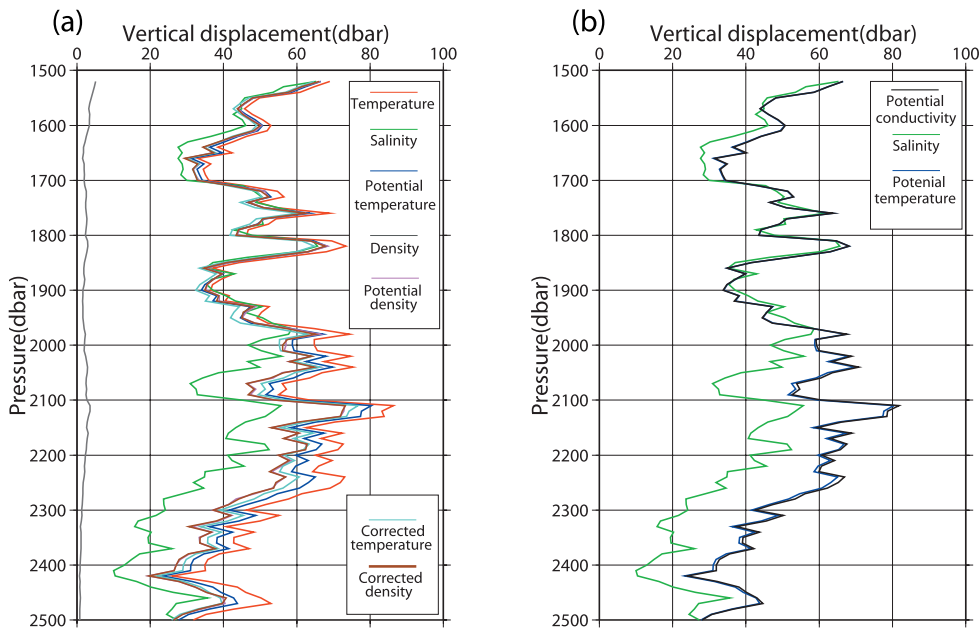 (a)
Vertical displacement(dbar)
0 20 40 60 80 100
Pressure(dbar)
1500
1600
1700
1800
1900
2000
2100
2200
2300
2400
2500
Temperature
Salinity
Potential
temperature
Density
Potential
density
Corrected
temperature
Corrected
density
(b)
Vertical displacement(dbar)
0 20 40 60 80 100
Pressure(dbar)
1500
1600
1700
1800
1900
2000
2100
2200
2300
2400
2500
Potential
conductivity
Salinity
Potenial
temperature